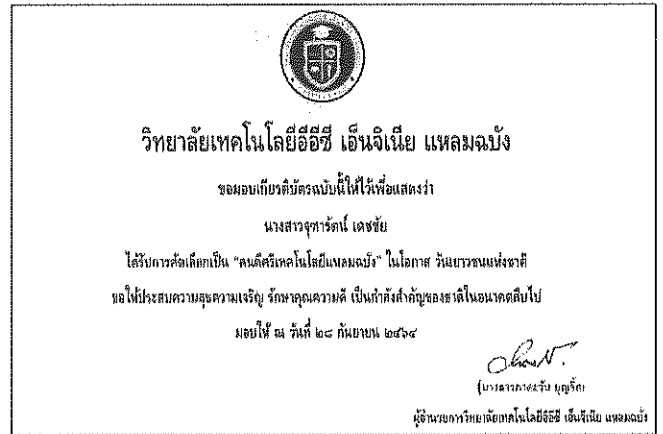 วิทยาลัยเทคโนโลยีอีอีซี เอ็นจิเนีย แหลมฉบัง
ขอมอบเกียรติบัตรฉบับนี้ให้ไว้เพื่อแสดงว่า
นางสาวจุฑารัตน์ เดชชัย
ได้รับการคัดเลือกเป็น "คนดีศรีเทคโนโลยีแหลมฉบัง" ในโอกาส วันเยาวชนแห่งชาติ
ขอให้ประสบความสุขความเจริญ รักษาคุณความดี เป็นกำลังสำคัญของชาติในอนาคตสืบไป
มอบให้ ณ วันที่ ๒๘ กันยายน ๒๕๖๔
ผู้อำนวยการวิทยาลัยเทคโนโลยีอีอีซี เอ็นจิเนีย แหลมฉบัง